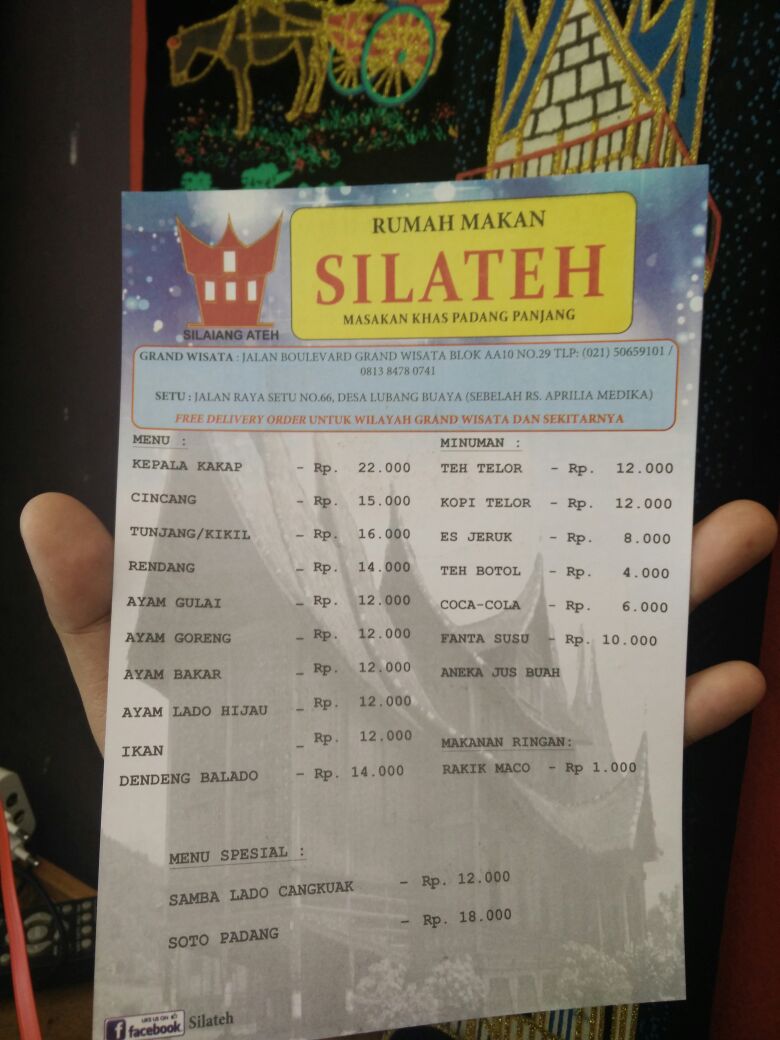 SILAIANG ATEH
RUMAH MAKAN
SILATEH
MASAKAN KHAS PADANG PANJANG
GRAND WISATA : JALAN BOULEVARD GRAND WISATA BLOK AA10 NO.29 TLP: (021) 50659101 /
0813 8478 0741
SETU : JALAN RAYA SETU NO.66, DESA LUBANG BUAYA (SEBELAH RS. APRILIA MEDIKA)
FREE DELIVERY ORDER UNTUK WILAYAH GRAND WISATA DAN SEKITARNYA
MENU :
KEPALA KAKAP - Rp. 22.000
CINCANG - Rp. 15.000
TUNJANG/KIKIL - Rp. 16.000
RENDANG - Rp. 14.000
AYAM GULAI - Rp. 12.000
AYAM GORENG - Rp. 12.000
AYAM BAKAR - Rp. 12.000
AYAM LADO HIJAU - Rp. 12.000
IKAN - Rp. 12.000
DENDENG BALADO - Rp. 14.000
MINUMAN :
TEH TELOR - Rp. 12.000
KOPI TELOR - Rp. 12.000
ES JERUK - Rp. 8.000
TEH BOTOL - Rp. 4.000
COCA-COLA - Rp. 6.000
FANTA SUSU - Rp. 10.000
ANEKA JUS BUAH
MAKANAN RINGAN:
RAKIK MACO - Rp 1.000
MENU SPESIAL :
SAMBA LADO CANGKUAK - Rp. 12.000
SOTO PADANG - Rp. 18.000
LIKE US ON
facebook Silateh